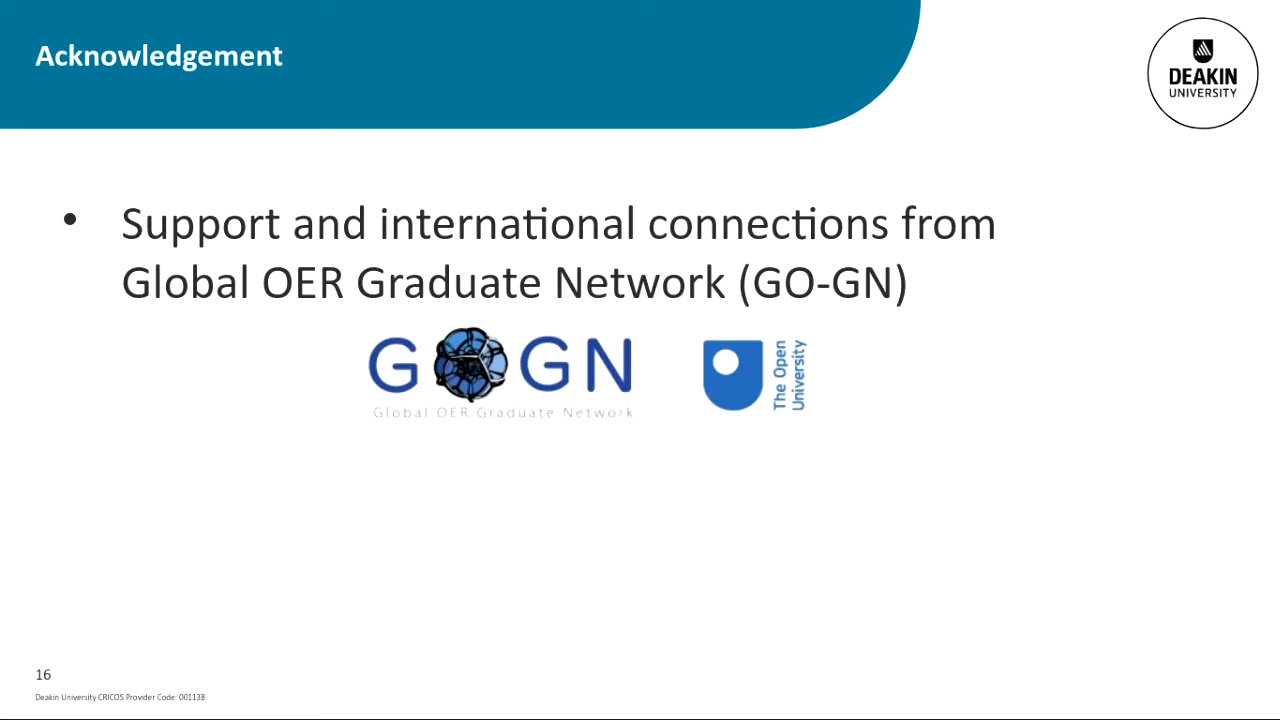 Acknowledgement
DEAKIN
UNIVERSITY
• Support and international connections from
Global OER Graduate Network (GO-GN)
GOGN
Global OER Graduate Network
The Open
University
16
Deakin University CRICOS Provider Code: 00113B